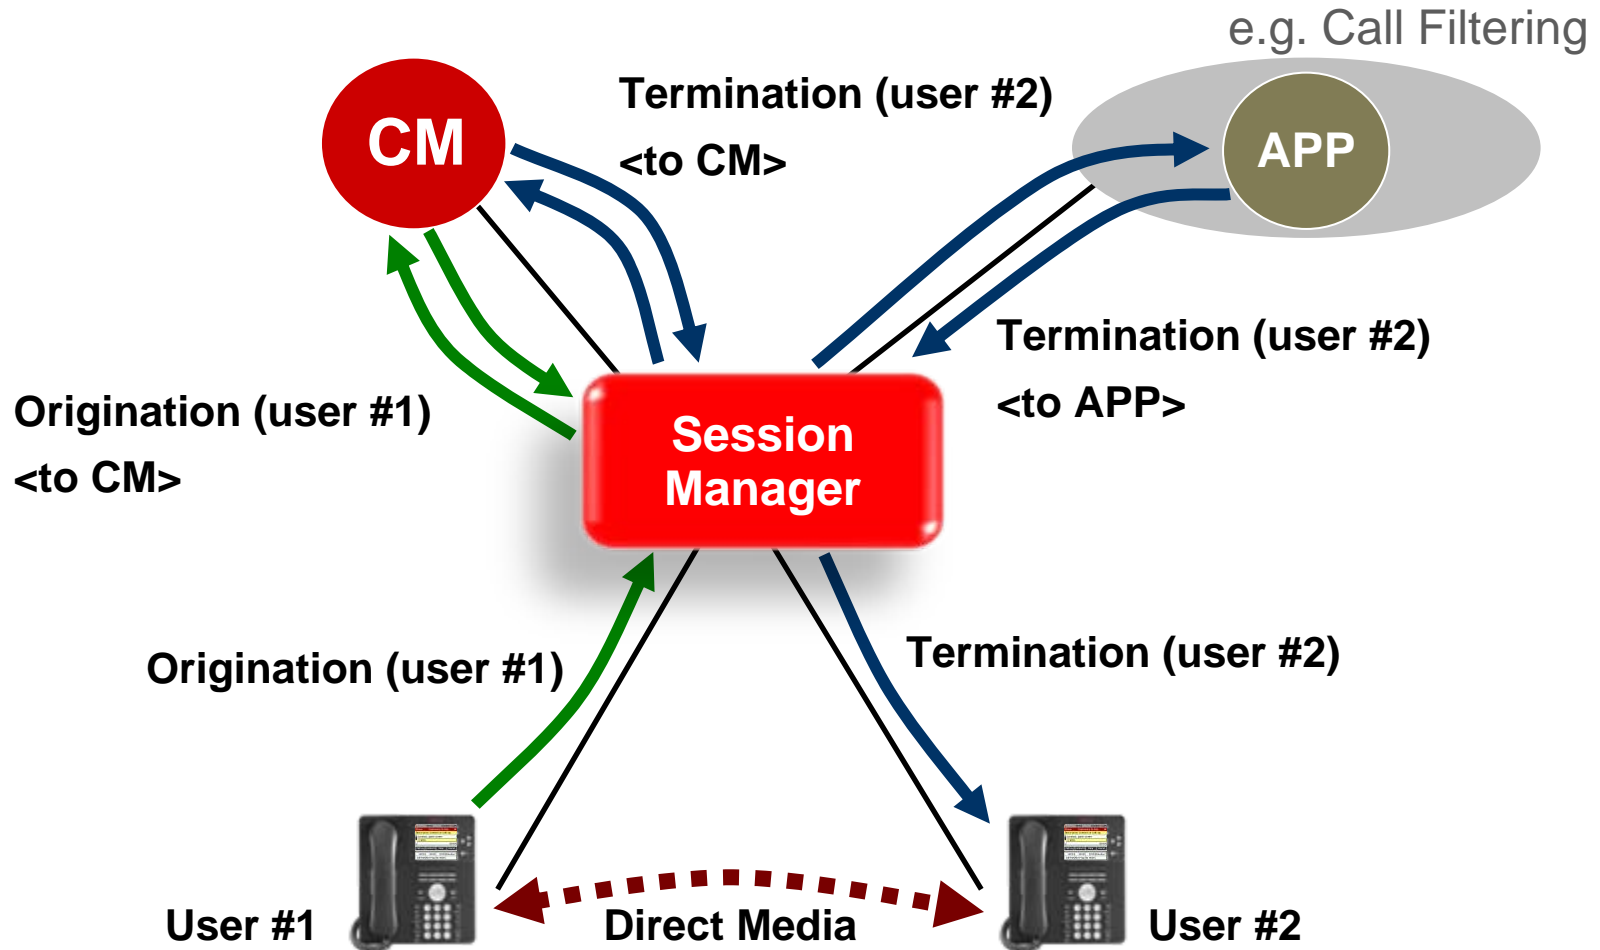 e.g. Call Filtering
CM
Termination (user #2)
<to CM>
APP
Termination (user #2)
<to APP>
Origination (user #1)
<to CM>
Session
Manager
Origination (user #1)
Termination (user #2)
User #1
Direct Media
User #2